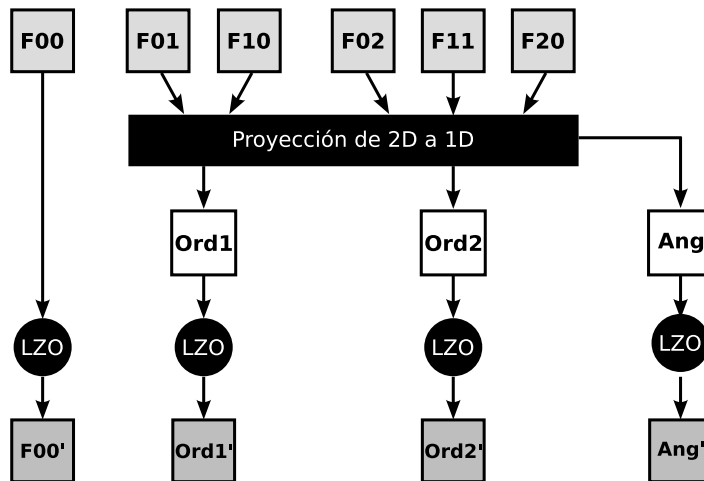 F00 F01 F10 F02 F11 F20
Proyección de 2D a 1D
Ord1 Ord2 Ang
LZO LZO LZO LZO
F00' Ord1' Ord2' Ang'